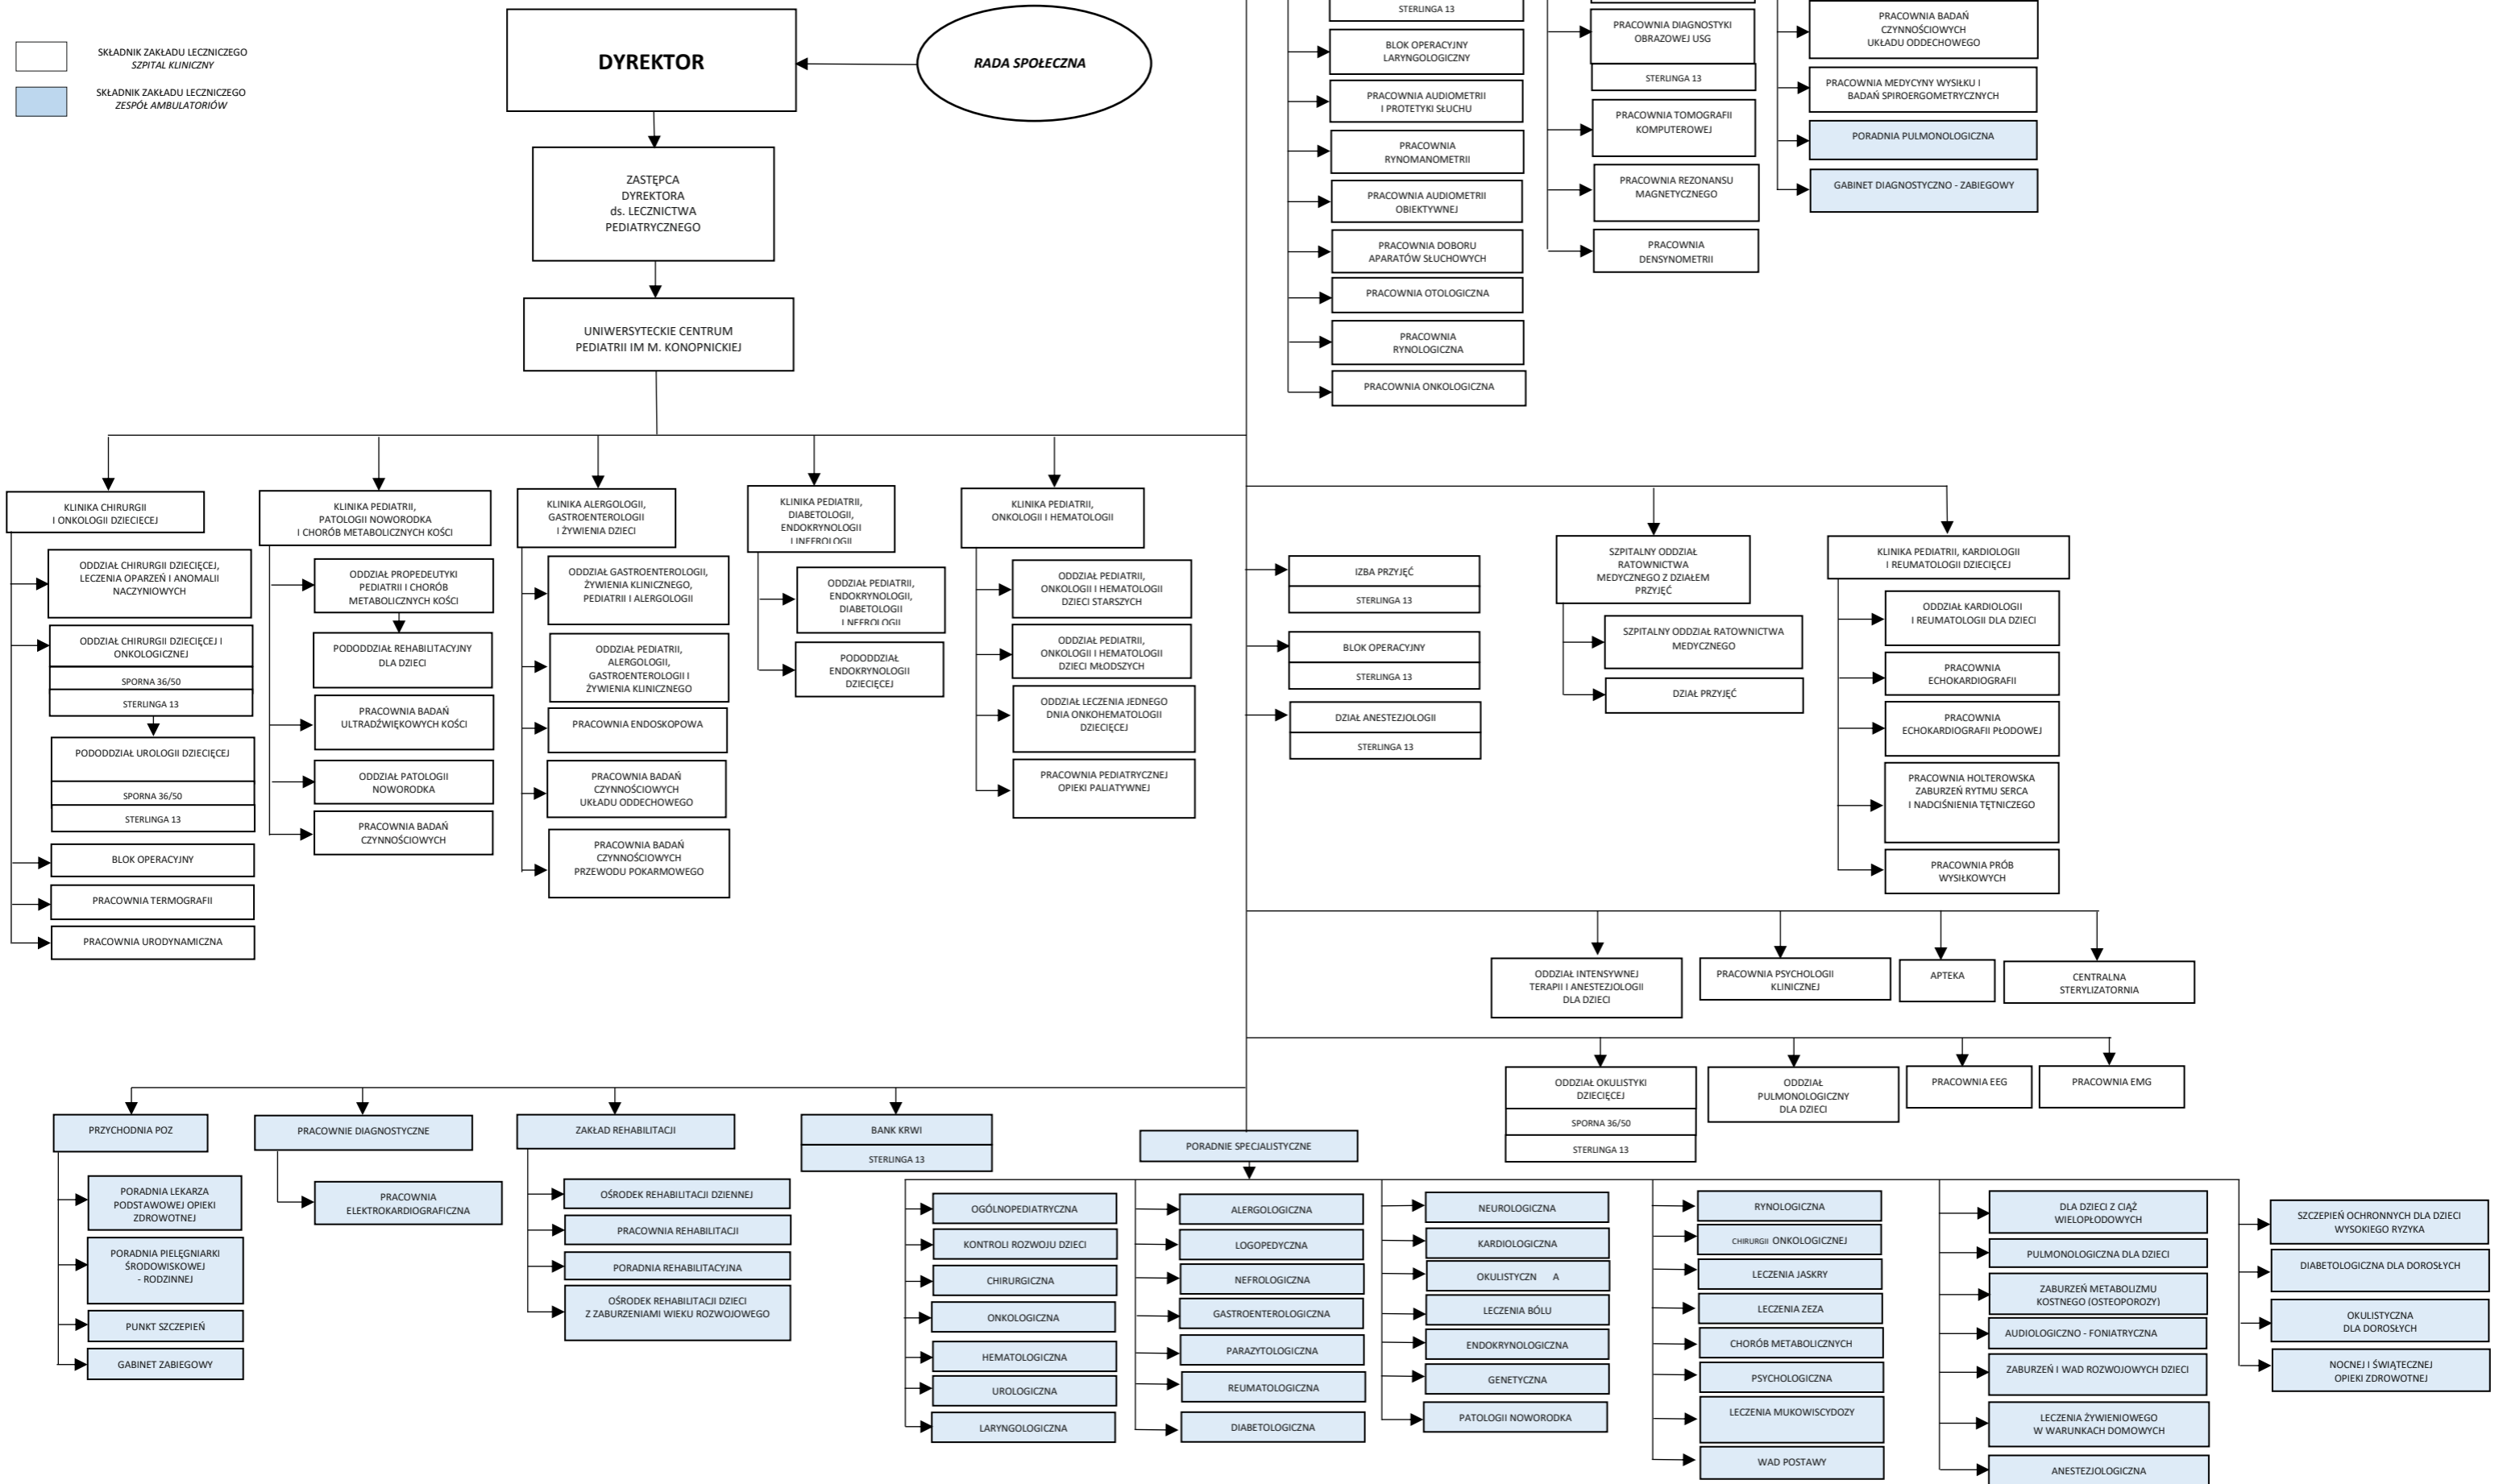 SKŁADNIK ZAKŁADU LECZNICZEGO
SZPITAL KLINICZNY
SKŁADNIK ZAKŁADU LECZNICZEGO
ZESPÓŁ AMBULATORIÓW
DYREKTOR
RADA SPOŁECZNA
ZASTĘPCA
DYREKTORA
ds. LECZNICTWA
PEDIATRYCZNEGO
UNIWERSYTECKIE CENTRUM
PEDIATRII IM M. KONOPNICKIEJ
STERLINGA 13
BLOK OPERACYJNY
LARYNGOLOGICZNY
PRACOWNIA AUDIOMETRII
I PROTETYKI SŁUCHU
PRACOWNIA
RYNOMANOMETRII
PRACOWNIA AUDIOMETRII
OBIEKTYWNEJ
PRACOWNIA DOBORU
APARATÓW SŁUCHOWYCH
PRACOWNIA OTOLOGICZNA
PRACOWNIA
RYNOLOGICZNA
PRACOWNIA ONKOLOGICZNA
PRACOWNIA DIAGNOSTYKI
OBRAZOWEJ USG
STERLINGA 13
PRACOWNIA TOMOGRAFII
KOMPUTEROWEJ
PRACOWNIA REZONANSU
MAGNETYCZNEGO
PRACOWNIA
DENSYNOMETRII
PRACOWNIA BADAŃ
CZYNNOŚCIOWYCH
UKŁADU ODDECHOWEGO
PRACOWNIA MEDYCYNY WYSIŁKU I
BADAŃ SPIROERGOMETRYCZNYCH
PORADNIA PULMONOLOGICZNA
GABINET DIAGNOSTYCZNO - ZABIEGOWY
KLINIKA CHIRURGII
I ONKOLOGII DZIECIĘCEJ
ODDZIAŁ CHIRURGII DZIECIĘCEJ,
LECZENIA OPARZEŃ I ANOMALII
NACZYNIOWYCH
ODDZIAŁ CHIRURGII DZIECIĘCEJ I
ONKOLOGICZNEJ
SPORNA 36/50
STERLINGA 13
PODODDZIAŁ UROLOGII DZIECIĘCEJ
SPORNA 36/50
STERLINGA 13
BLOK OPERACYJNY
PRACOWNIA TERMOGRAFII
PRACOWNIA URODYNAMICZNA
KLINIKA PEDIATRII,
PATOLOGII NOWORODKA
I CHORÓB METABOLICZNYCH KOŚCI
ODDZIAŁ PROPEDEUTYKI
PEDIATRII I CHORÓB
METABOLICZNYCH KOŚCI
PODODDZIAŁ REHABILITACYJNY
DLA DZIECI
PRACOWNIA BADAŃ
ULTRADŹWIĘKOWYCH KOŚCI
ODDZIAŁ PATOLOGII
NOWORODKA
PRACOWNIA BADAŃ
CZYNNOŚCIOWYCH
KLINIKA ALERGOLOGII,
GASTROENTEROLOGII
I ŻYWIENIA DZIECI
ODDZIAŁ GASTROENTEROLOGII,
ŻYWIENIA KLINICZNEGO,
PEDIATRII I ALERGOLOGII
ODDZIAŁ PEDIATRII,
ALERGOLOGII,
GASTROENTEROLOGII I
ŻYWIENIA KLINICZNEGO
PRACOWNIA ENDOSKOPOWA
PRACOWNIA BADAŃ
CZYNNOŚCIOWYCH
UKŁADU ODDECHOWEGO
PRACOWNIA BADAŃ
CZYNNOŚCIOWYCH
PRZEWODU POKARMOWEGO
KLINIKA PEDIATRII,
DIABETOLOGII,
ENDOKRYNOLOGII
I NEFROLOGII
ODDZIAŁ PEDIATRII,
ENDOKRYNOLOGII,
DIABETOLOGII
I NEFROLOGII
PODODDZIAŁ
ENDOKRYNOLOGII
DZIECIĘCEJ
KLINIKA PEDIATRII,
ONKOLOGII I HEMATOLOGII
ODDZIAŁ PEDIATRII,
ONKOLOGII I HEMATOLOGII
DZIECI STARSZYCH
ODDZIAŁ PEDIATRII,
ONKOLOGII I HEMATOLOGII
DZIECI MŁODSZYCH
ODDZIAŁ LECZENIA JEDNEGO
DNIA ONKOHEMATOLOGII
DZIECIĘCEJ
PRACOWNIA PEDIATRYCZNEJ
OPIEKI PALIATYWNEJ
IZBA PRZYJĘĆ
STERLINGA 13
BLOK OPERACYJNY
STERLINGA 13
DZIAŁ ANESTEZJOLOGII
STERLINGA 13
SZPITALNY ODDZIAŁ
RATOWNICTWA
MEDYCZNEGO Z DZIAŁEM
PRZYJĘĆ
SZPITALNY ODDZIAŁ RATOWNICTWA
MEDYCZNEGO
DZIAŁ PRZYJĘĆ
KLINIKA PEDIATRII, KARDIOLOGII
I REUMATOLOGII DZIECIĘCEJ
ODDZIAŁ KARDIOLOGII
I REUMATOLOGII DLA DZIECI
PRACOWNIA
ECHOKARDIOGRAFII
PRACOWNIA
ECHOKARDIOGRAFII PŁODOWEJ
PRACOWNIA HOLTEROWSKA
ZABURZEŃ RYTMU SERCA
I NADCIŚNIENIA TĘTNICZEGO
PRACOWNIA PRÓB
WYSIŁKOWYCH
ODDZIAŁ INTENSYWNEJ
TERAPII I ANESTEZJOLOGII
DLA DZIECI
PRACOWNIA PSYCHOLOGII
KLINICZNEJ
APTEKA
CENTRALNA
STERYLIZATORNIA
ODDZIAŁ OKULISTYKI
DZIECIĘCEJ
SPORNA 36/50
STERLINGA 13
ODDZIAŁ
PULMONOLOGICZNY
DLA DZIECI
PRACOWNIA EEG
PRACOWNIA EMG
PRZYCHODNIA POZ
PORADNIA LEKARZA
PODSTAWOWEJ OPIEKI
ZDROWOTNEJ
PORADNIA PIELĘGNIARKI
ŚRODOWISKOWEJ
- RODZINNEJ
PUNKT SZCZEPIEŃ
GABINET ZABIEGOWY
PRACOWNIE DIAGNOSTYCZNE
PRACOWNIA
ELEKTROKARDIOGRAFICZNA
ZAKŁAD REHABILITACJI
OŚRODEK REHABILITACJI DZIENNEJ
PRACOWNIA REHABILITACJI
PORADNIA REHABILITACYJNA
OŚRODEK REHABILITACJI DZIECI
Z ZABURZENIAMI WIEKU ROZWOJOWEGO
BANK KRWI
STERLINGA 13
PORADNIE SPECJALISTYCZNE
OGÓLNOPEDIATRYCZNA
KONTROLI ROZWOJU DZIECI
CHIRURGICZNA
ONKOLOGICZNA
HEMATOLOGICZNA
UROLOGICZNA
LARYNGOLOGICZNA
ALERGOLOGICZNA
LOGOPEDYCZNA
NEFROLOGICZNA
GASTROENTEROLOGICZNA
PARAZYTOLOGICZNA
REUMATOLOGICZNA
DIABETOLOGICZNA
NEUROLOGICZNA
KARDIOLOGICZNA
OKULISTYCZN A
LECZENIA BÓLU
ENDOKRYNOLOGICZNA
GENETYCZNA
PATOLOGII NOWORODKA
RYNOLOGICZNA
CHIRURGII ONKOLOGICZNEJ
LECZENIA JASKRY
LECZENIA ZEZA
CHORÓB METABOLICZNYCH
PSYCHOLOGICZNA
LECZENIA MUKOWISCYDOZY
WAD POSTAWY
DLA DZIECI Z CIĄŻ
WIELOPŁODOWYCH
PULMONOLOGICZNA DLA DZIECI
ZABURZEŃ METABOLIZMU
KOSTNEGO (OSTEOPOROZY)
AUDIOLOGICZNO - FONIATRYCZNA
ZABURZEŃ I WAD ROZWOJOWYCH DZIECI
LECZENIA ŻYWIENIOWEGO
W WARUNKACH DOMOWYCH
ANESTEZJOLOGICZNA
SZCZEPIEŃ OCHRONNYCH DLA DZIECI
WYSOKIEGO RYZYKA
DIABETOLOGICZNA DLA DOROSŁYCH
OKULISTYCZNA
DLA DOROSŁYCH
NOCNEJ I ŚWIĄTECZNEJ
OPIEKI ZDROWOTNEJ